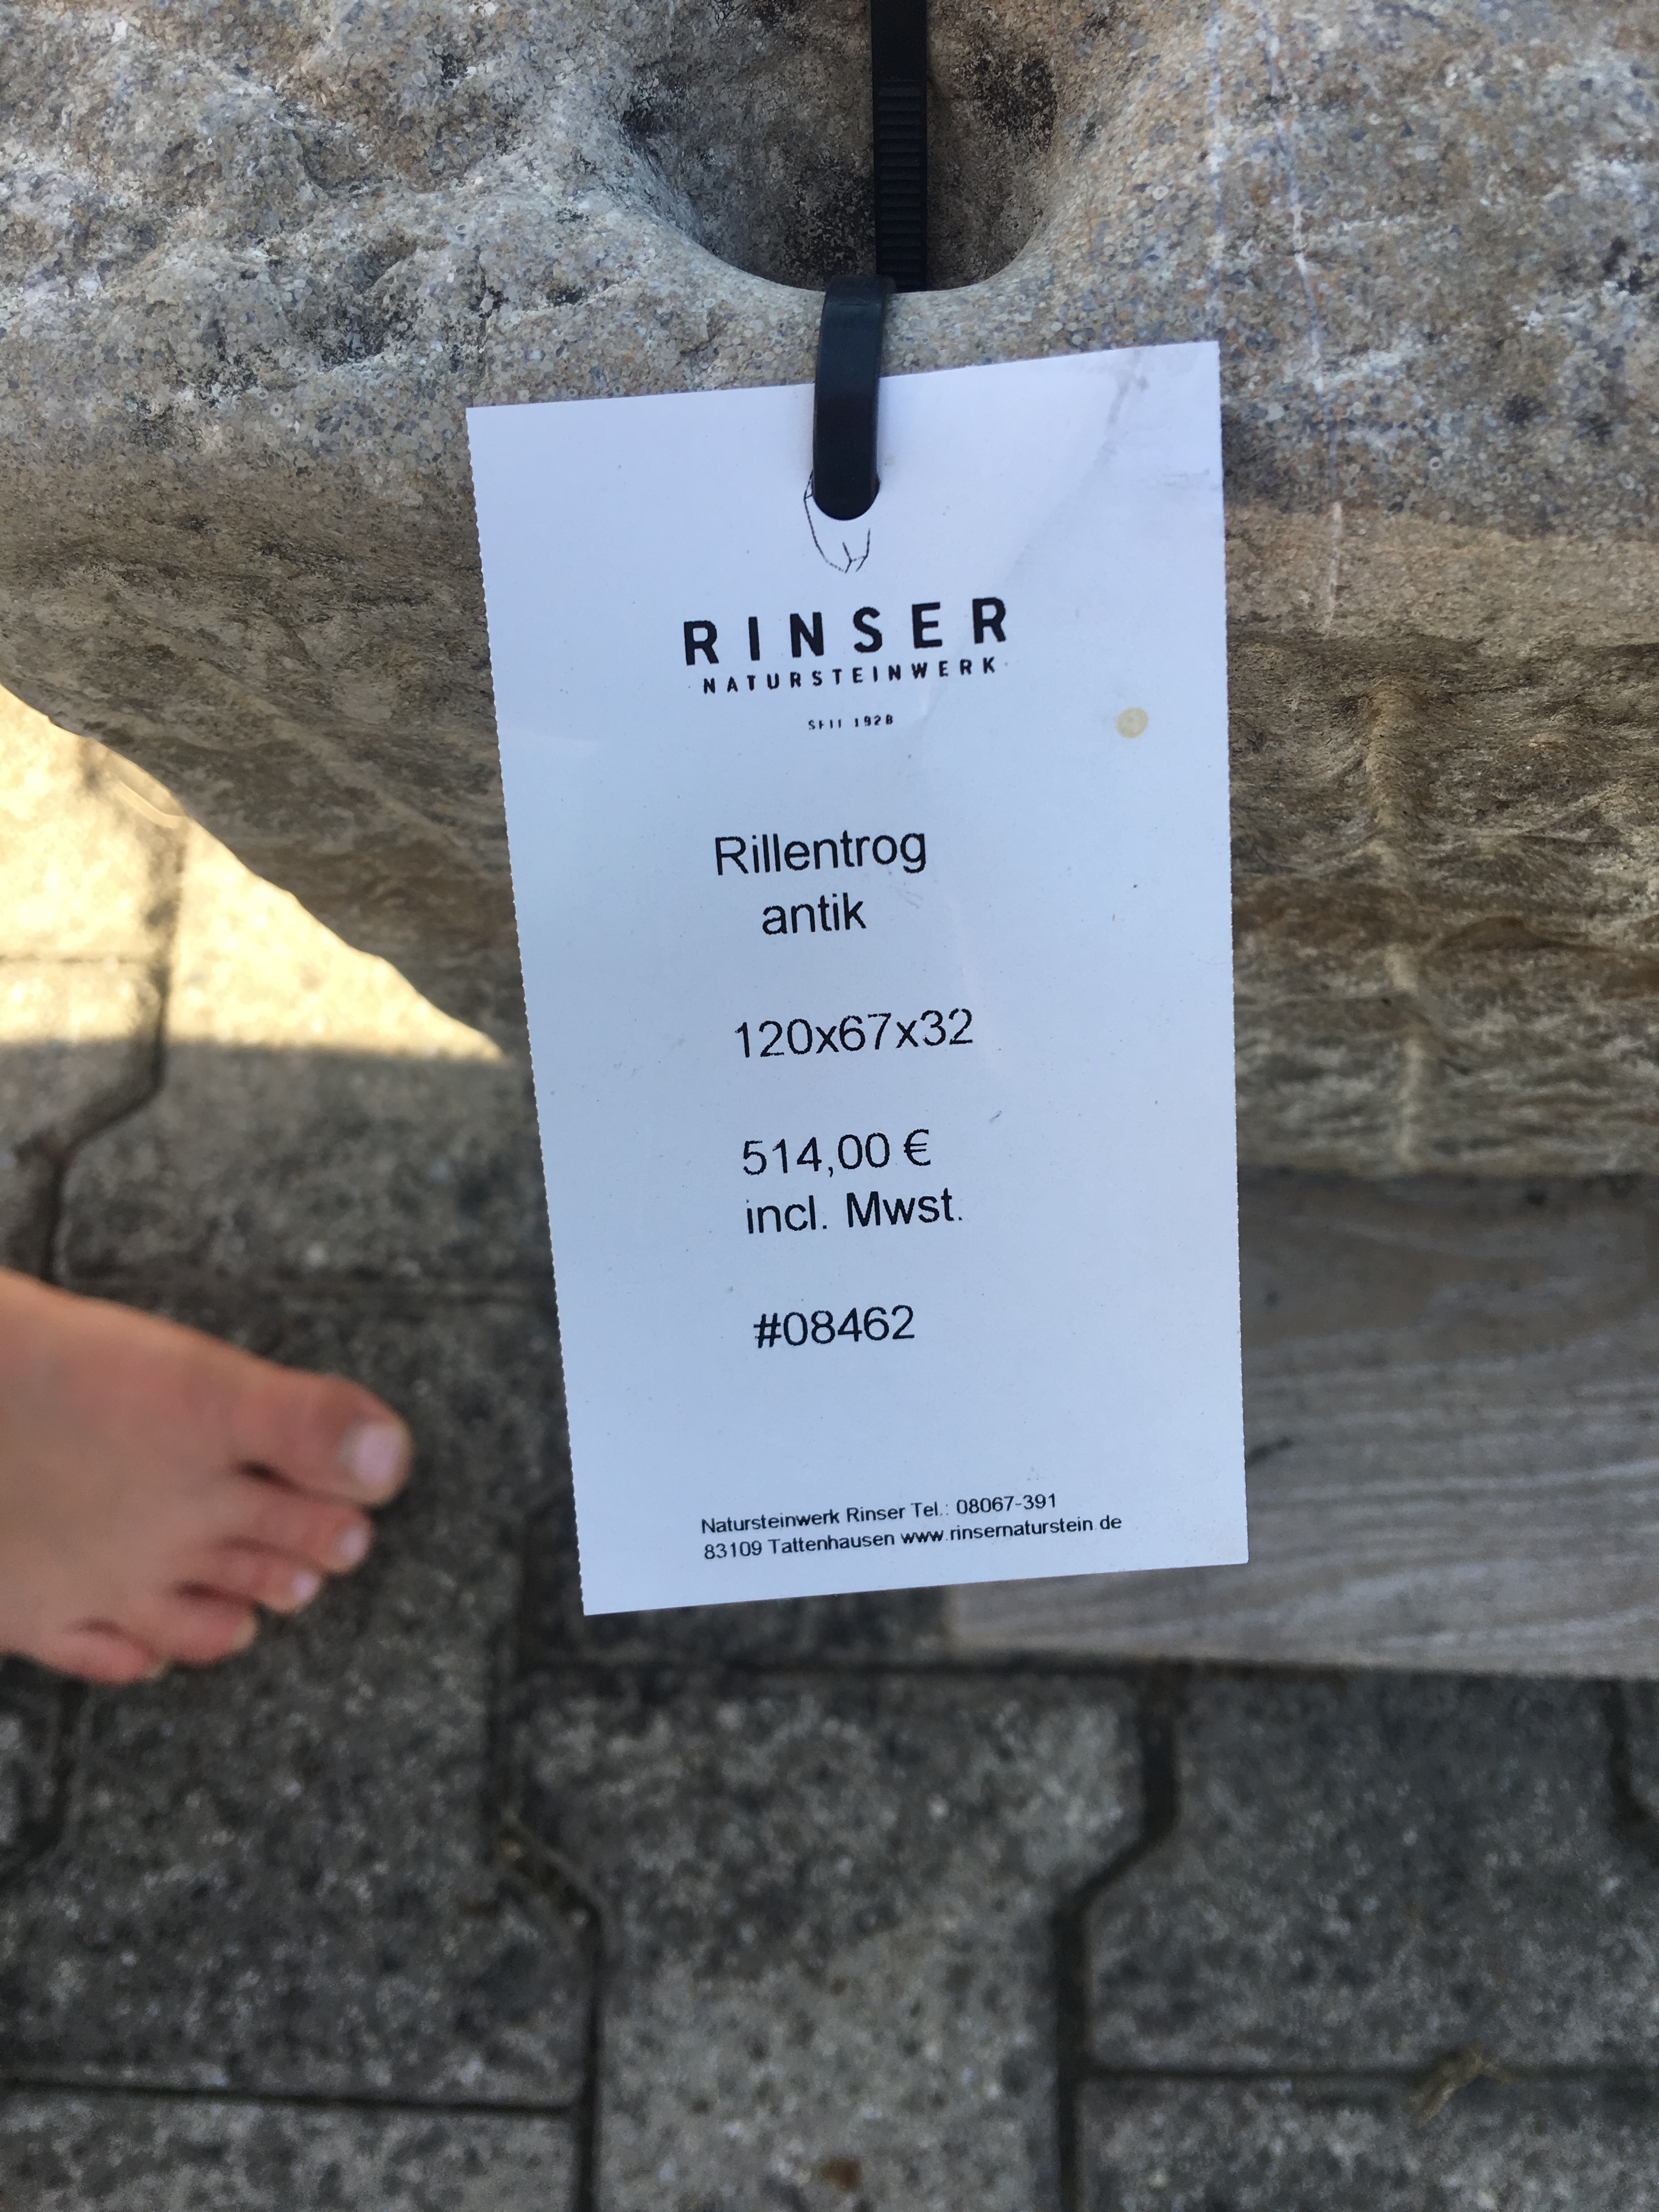 RINSER
NATURSTEINWERK
SEIT 1928
Rillentrog
antik
120x67x32
514,00 €
incl. Mwst.
#08462
Natursteinwerk Rinser Tel.: 08067-391
83109 Tattenhausen www.rinsernaturstein.de